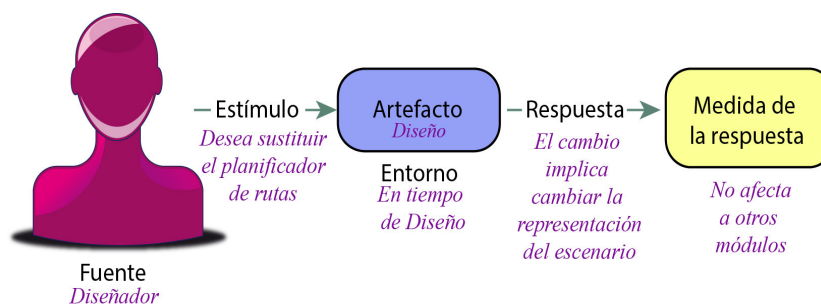 Fuente
Diseñador
Estímulo
Desea sustituir
el planificador
de rutas
Artefacto
Diseño
Entorno
En tiempo
de Diseño
Respuesta
El cambio
implica
cambiar la
representación
del escenario
Medida de
la respuesta
No afecta
a otros
módulos